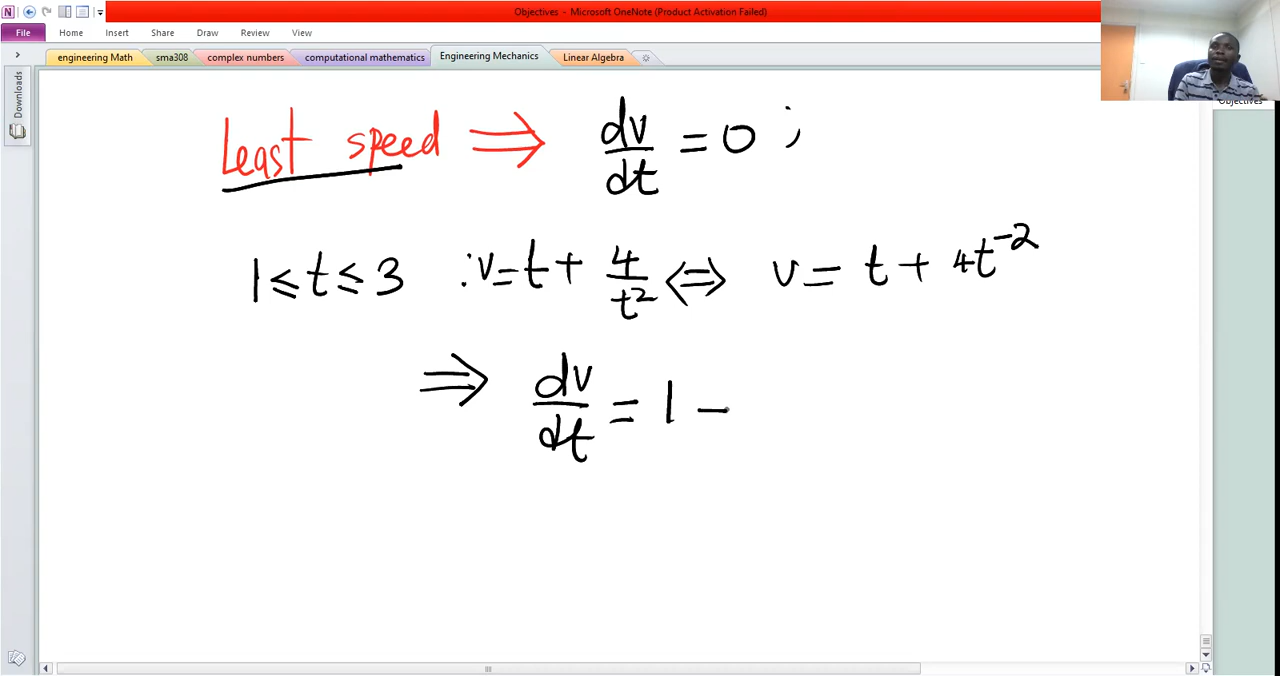 Objectives - Microsoft OneNote (Product Activation Failed)
File Home Insert Share Draw Review View
engineering Math sma308 complex numbers computational mathematics Engineering Mechanics Linear Algebra
Downloads
Objectives
Least speed ⟹ dv/dt = 0 ;
1 ≤ t ≤ 3 ∴ v = t + 4/t² ⟺ v = t + 4t⁻²
⟹ dv/dt = 1 −